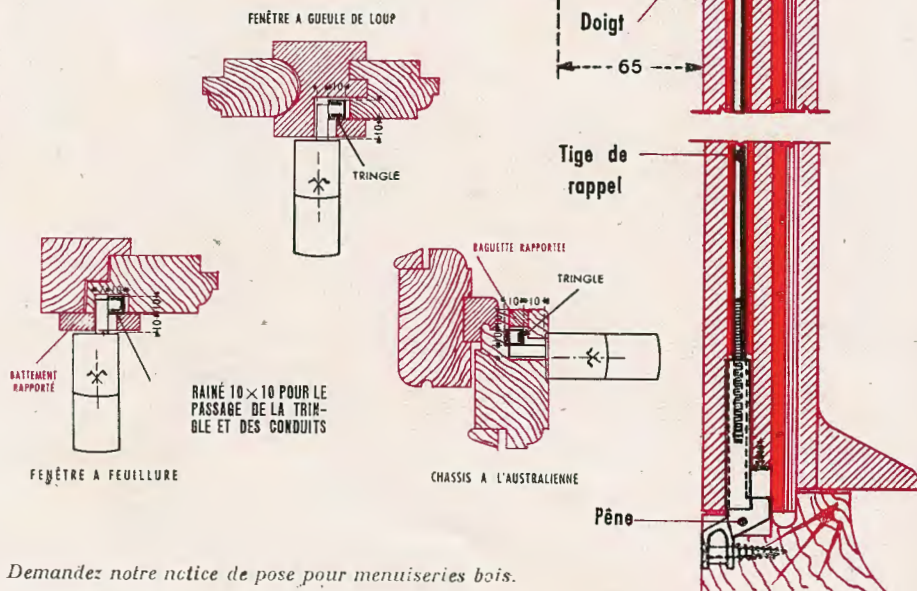 FENÊTRE A GUEULE DE LOUP
Doigt
65
10
10
TRINGLE
Tige de
rappel
BAGUETTE RAPPORTÉE
TRINGLE
10 10
10
7 10
10
10
BATTEMENT
RAPPORTÉ
RAINÉ 10 × 10 POUR LE
PASSAGE DE LA TRIN-
GLE ET DES CONDUITS
FENÊTRE A FEUILLURE
CHASSIS A L'AUSTRALIENNE
Pêne
Demandez notre notice de pose pour menuiseries bois.